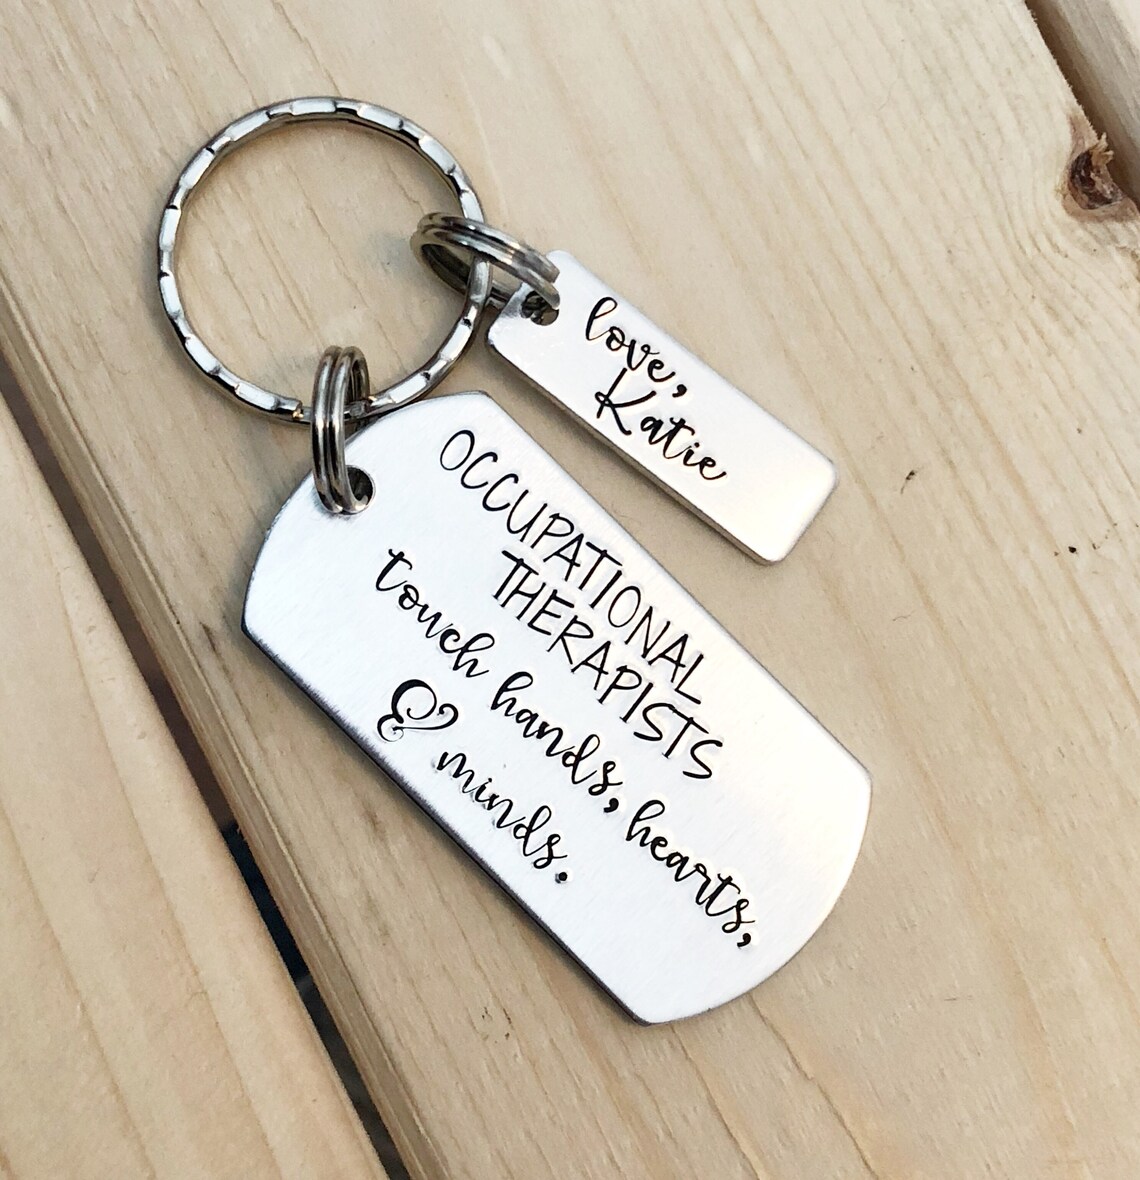 love,
Katie
OCCUPATIONAL
THERAPISTS
touch hands, hearts,
& minds.